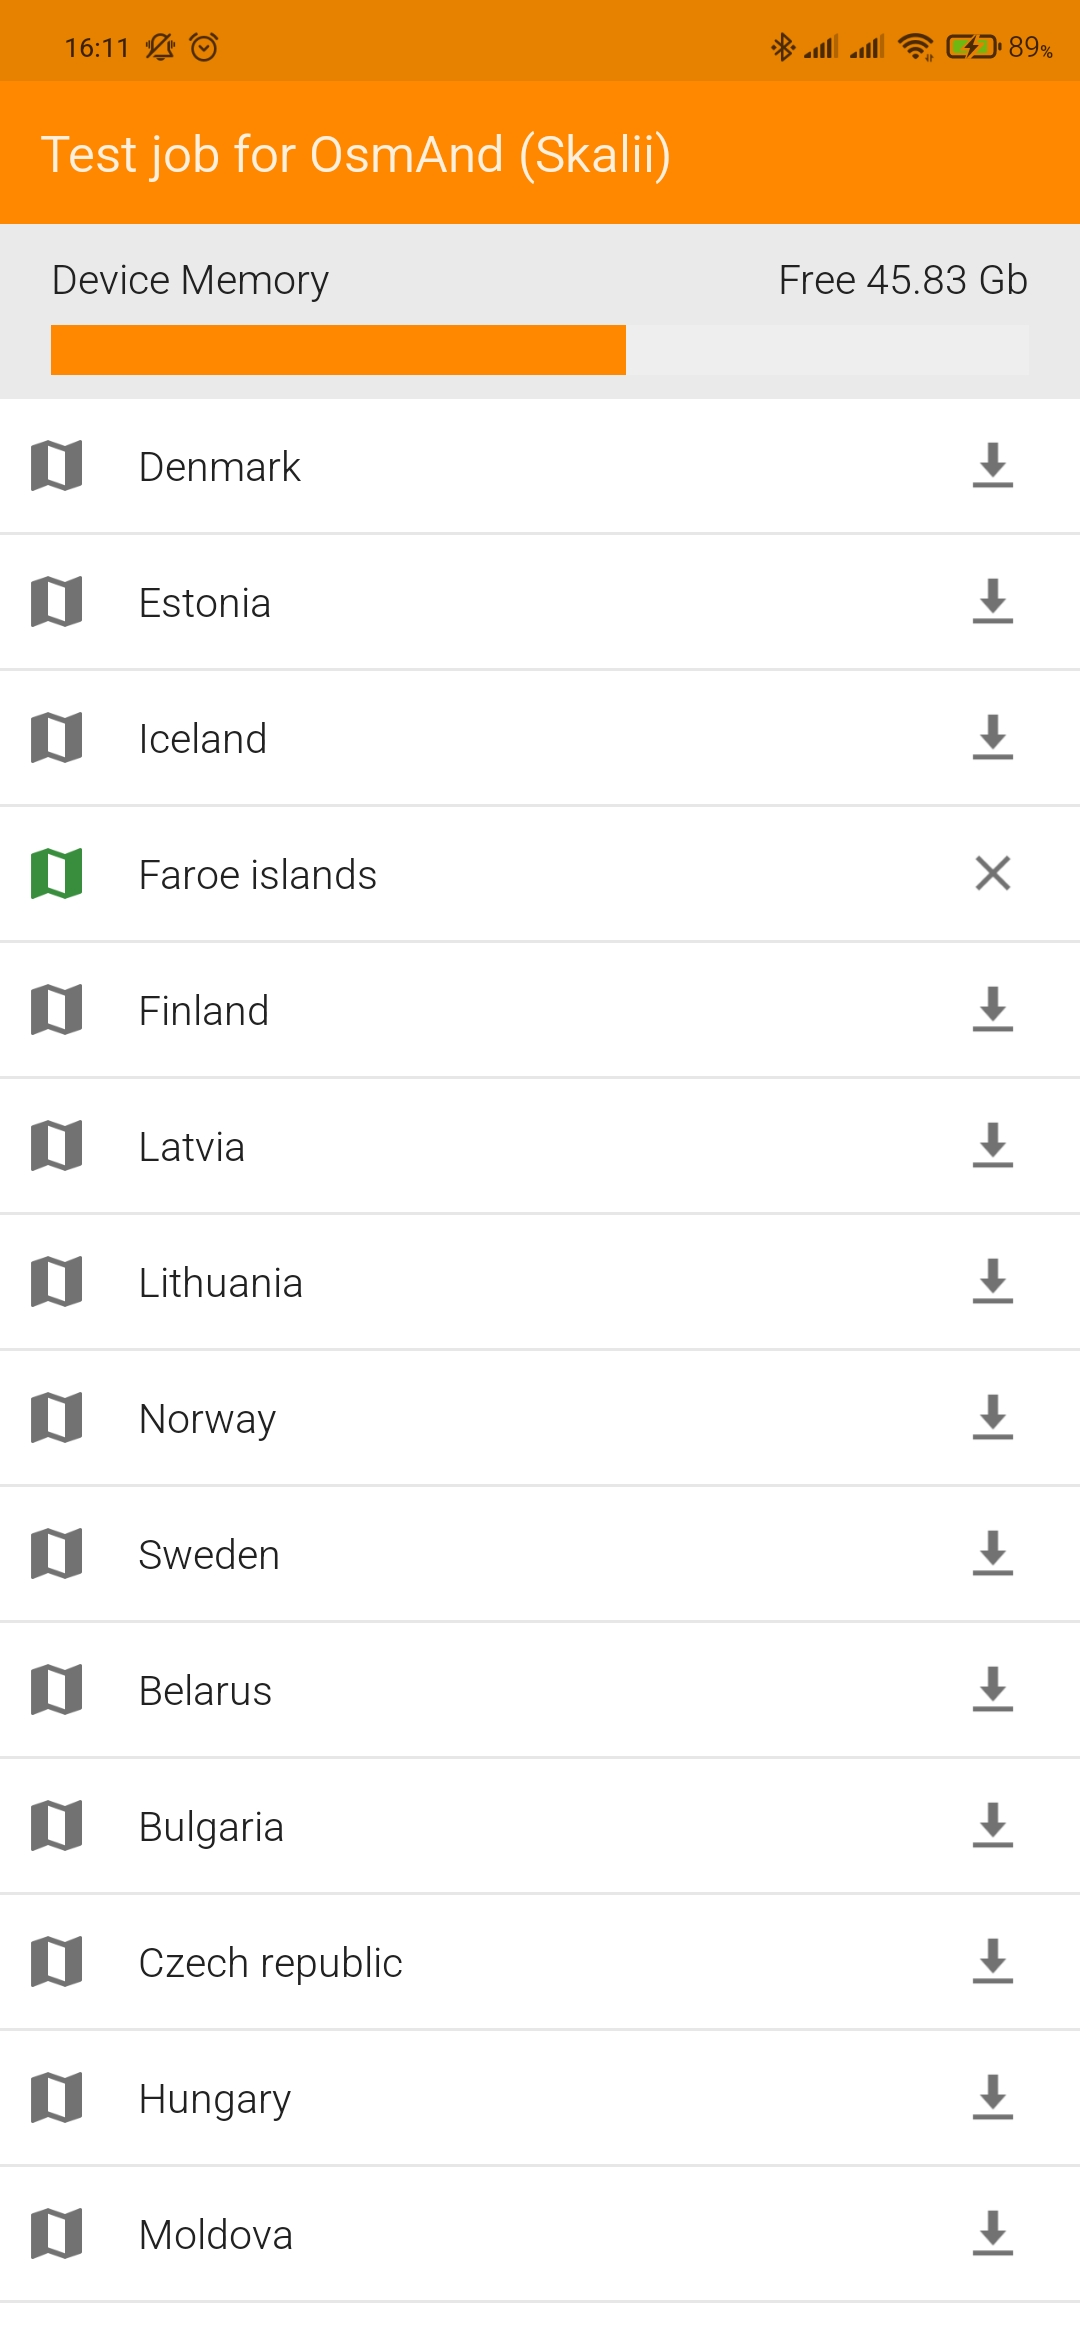 16:11 89%
Test job for OsmAnd (Skalii)
Device Memory Free 45.83 Gb
Denmark
Estonia
Iceland
Faroe islands
Finland
Latvia
Lithuania
Norway
Sweden
Belarus
Bulgaria
Czech republic
Hungary
Moldova